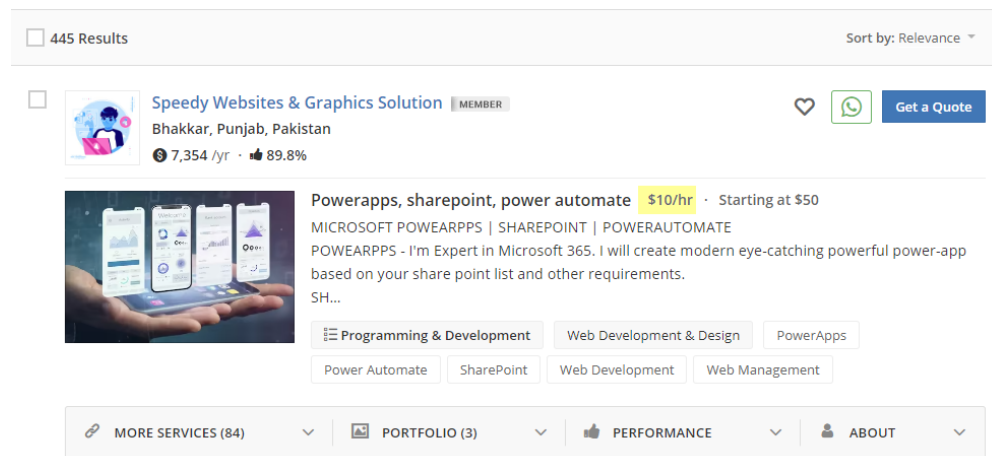 445 Results
Sort by: Relevance
Speedy Websites & Graphics Solution MEMBER
Get a Quote
Bhakkar, Punjab, Pakistan
7,354 /yr · 89.8%
Powerapps, sharepoint, power automate $10/hr · Starting at $50
MICROSOFT POWEARPPS | SHAREPOINT | POWERAUTOMATE
POWEARPPS - I'm Expert in Microsoft 365. I will create modern eye-catching powerful power-app
based on your share point list and other requirements.
SH...
Programming & Development Web Development & Design PowerApps
Power Automate SharePoint Web Development Web Management
MORE SERVICES (84) PORTFOLIO (3) PERFORMANCE ABOUT